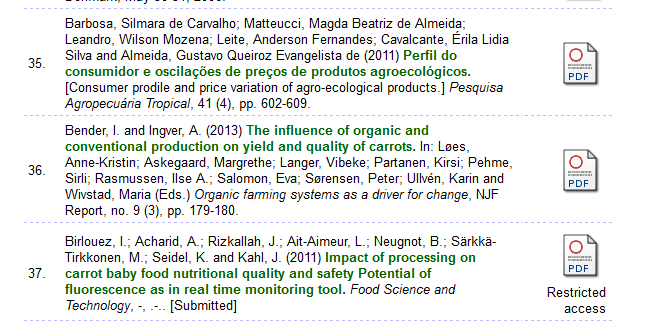 35.
Barbosa, Silmara de Carvalho; Matteucci, Magda Beatriz de Almeida;
Leandro, Wilson Mozena; Leite, Anderson Fernandes; Cavalcante, Érila Lidia
Silva and Almeida, Gustavo Queiroz Evangelista de (2011) Perfil do
consumidor e oscilações de preços de produtos agroecológicos.
[Consumer prodile and price variation of agro-ecological products.] Pesquisa
Agropecuária Tropical, 41 (4), pp. 602-609.
PDF
36.
Bender, I. and Ingver, A. (2013) The influence of organic and
conventional production on yield and quality of carrots. In: Løes,
Anne-Kristin; Askegaard, Margrethe; Langer, Vibeke; Partanen, Kirsi; Pehme,
Sirli; Rasmussen, Ilse A.; Salomon, Eva; Sørensen, Peter; Ullvén, Karin and
Wivstad, Maria (Eds.) Organic farming systems as a driver for change, NJF
Report, no. 9 (3), pp. 179-180.
PDF
37.
Birlouez, I.; Acharid, A.; Rizkallah, J.; Ait-Aimeur, L.; Neugnot, B.; Särkkä-
Tirkkonen, M.; Seidel, K. and Kahl, J. (2011) Impact of processing on
carrot baby food nutritional quality and safety Potential of
fluorescence as in real time monitoring tool. Food Science and
Technology, -, .-.. [Submitted]
PDF
Restricted
access